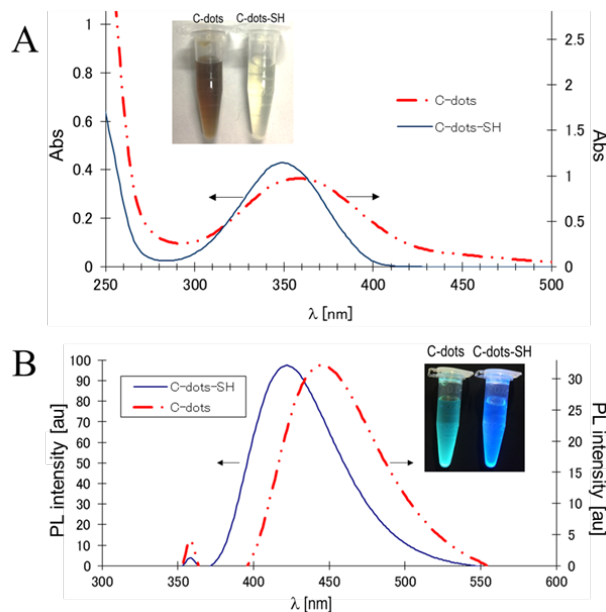 A
C-dots C-dots-SH
1
0.8
0.6
0.4
0.2
0
Abs
2.5
2
1.5
1
0.5
0
Abs
C-dots
C-dots-SH
250 300 350 400 450 500
λ [nm]
B
C-dots C-dots-SH
100
90
80
70
60
50
40
30
20
10
0
PL intensity [au]
C-dots-SH
C-dots
30
25
20
15
10
5
0
PL intensity [au]
300 350 400 450 500 550 600
λ [nm]